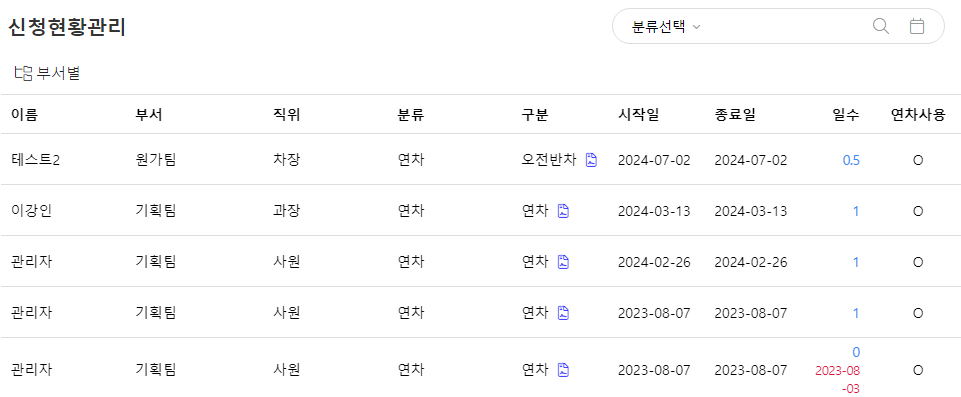 신청현황관리
분류선택
부서별
이름 부서 직위 분류 구분 시작일 종료일 일수 연차사용
테스트2 원가팀 차장 연차 오전반차 2024-07-02 2024-07-02 0.5 O
이강인 기획팀 과장 연차 연차 2024-03-13 2024-03-13 1 O
관리자 기획팀 사원 연차 연차 2024-02-26 2024-02-26 1 O
관리자 기획팀 사원 연차 연차 2023-08-07 2023-08-07 1 O
관리자 기획팀 사원 연차 연차 2023-08-07 2023-08-07 0 O
2023-08
-03